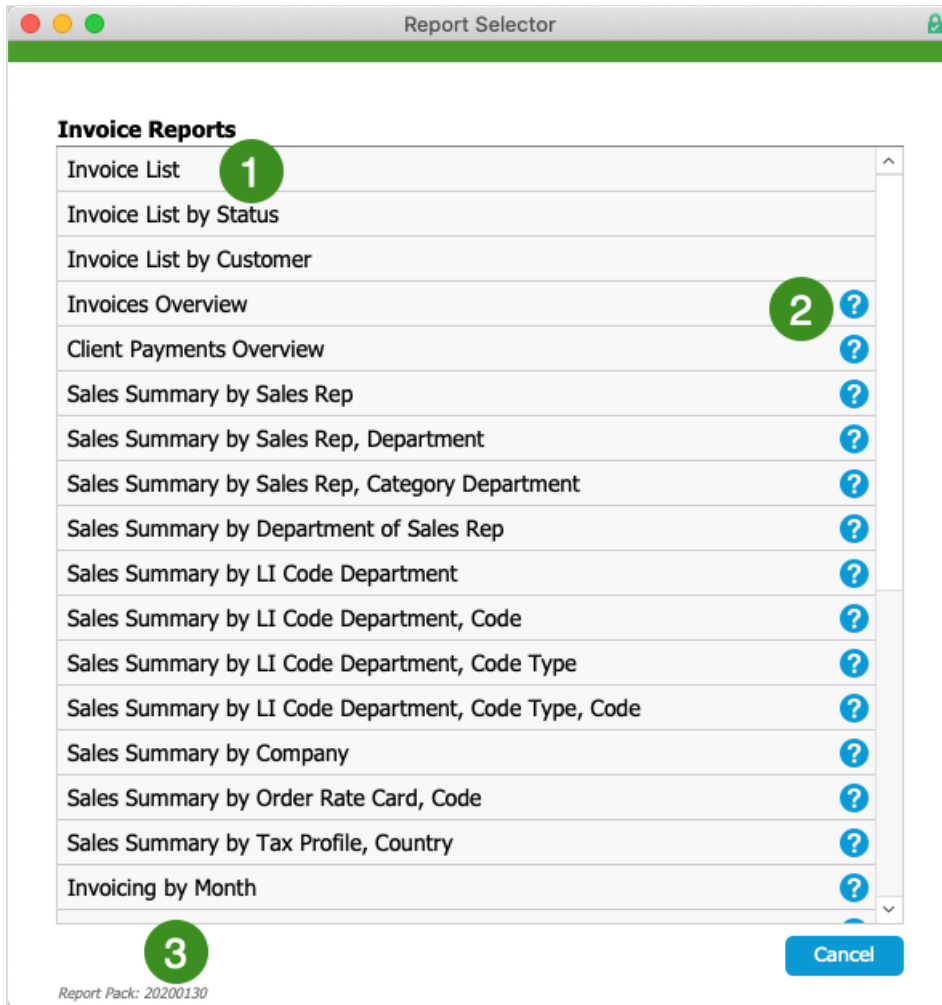 Report Selector
Invoice Reports
Invoice List 1
Invoice List by Status
Invoice List by Customer
Invoices Overview 2 ?
Client Payments Overview ?
Sales Summary by Sales Rep ?
Sales Summary by Sales Rep, Department ?
Sales Summary by Sales Rep, Category Department ?
Sales Summary by Department of Sales Rep ?
Sales Summary by LI Code Department ?
Sales Summary by LI Code Department, Code ?
Sales Summary by LI Code Department, Code Type ?
Sales Summary by LI Code Department, Code Type, Code ?
Sales Summary by Company ?
Sales Summary by Order Rate Card, Code ?
Sales Summary by Tax Profile, Country ?
Invoicing by Month ?
3
Cancel
Report Pack: 20200130